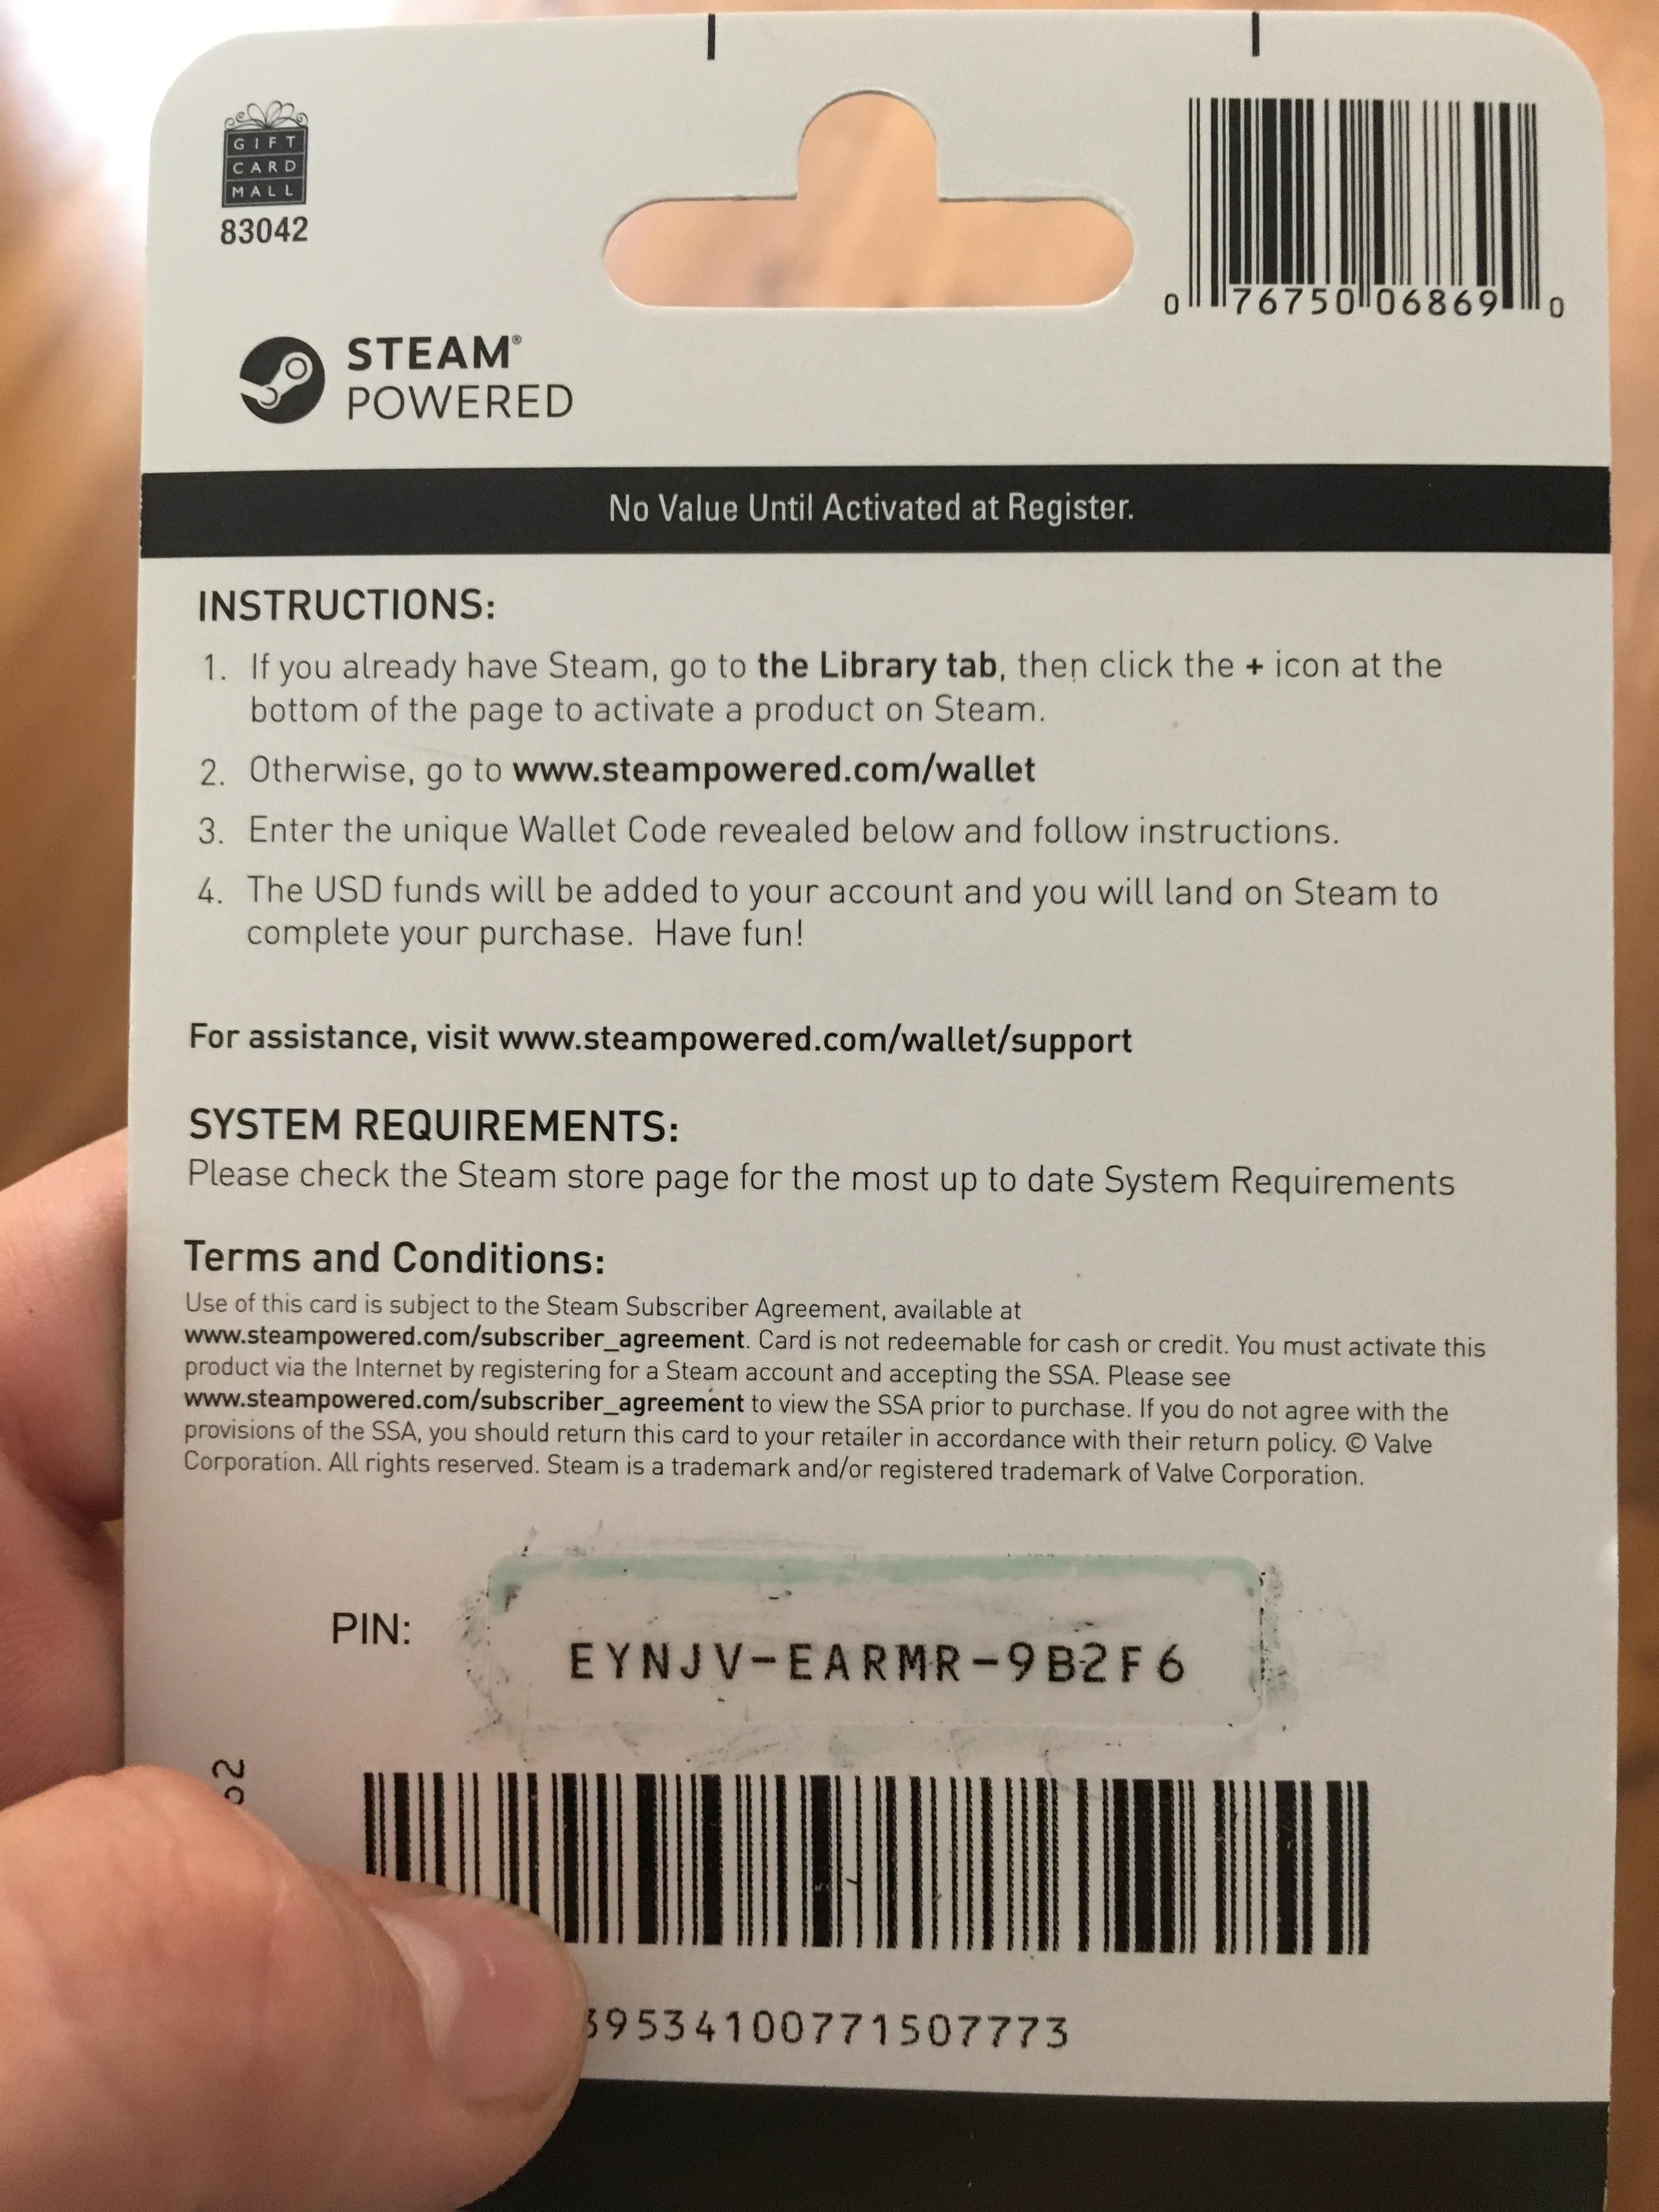 GIFT
CARD
MALL
83042
0 76750 06869 0
STEAM®
POWERED
No Value Until Activated at Register.
INSTRUCTIONS:
1. If you already have Steam, go to the Library tab, then click the + icon at the
bottom of the page to activate a product on Steam.
2. Otherwise, go to www.steampowered.com/wallet
3. Enter the unique Wallet Code revealed below and follow instructions.
4. The USD funds will be added to your account and you will land on Steam to
complete your purchase. Have fun!
For assistance, visit www.steampowered.com/wallet/support
SYSTEM REQUIREMENTS:
Please check the Steam store page for the most up to date System Requirements
Terms and Conditions:
Use of this card is subject to the Steam Subscriber Agreement, available at
www.steampowered.com/subscriber_agreement. Card is not redeemable for cash or credit. You must activate this
product via the Internet by registering for a Steam account and accepting the SSA. Please see
www.steampowered.com/subscriber_agreement to view the SSA prior to purchase. If you do not agree with the
provisions of the SSA, you should return this card to your retailer in accordance with their return policy. © Valve
Corporation. All rights reserved. Steam is a trademark and/or registered trademark of Valve Corporation.
PIN:
EYNJV-EARMR-9B2F6
39534100771507773